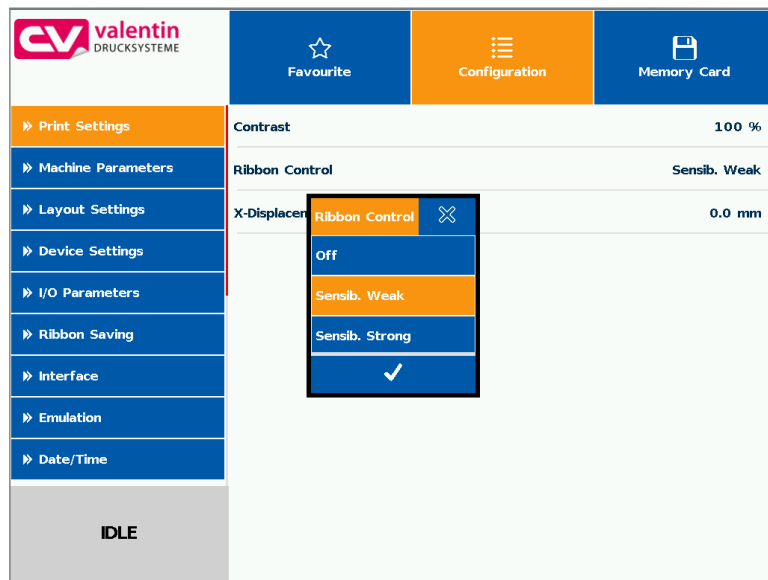 valentin
DRUCKSYSTEME
Favourite
Configuration
Memory Card
Print Settings
Machine Parameters
Layout Settings
Device Settings
I/O Parameters
Ribbon Saving
Interface
Emulation
Date/Time
IDLE
Contrast 100 %
Ribbon Control Sensib. Weak
X-Displacen 0.0 mm
Ribbon Control
Off
Sensib. Weak
Sensib. Strong